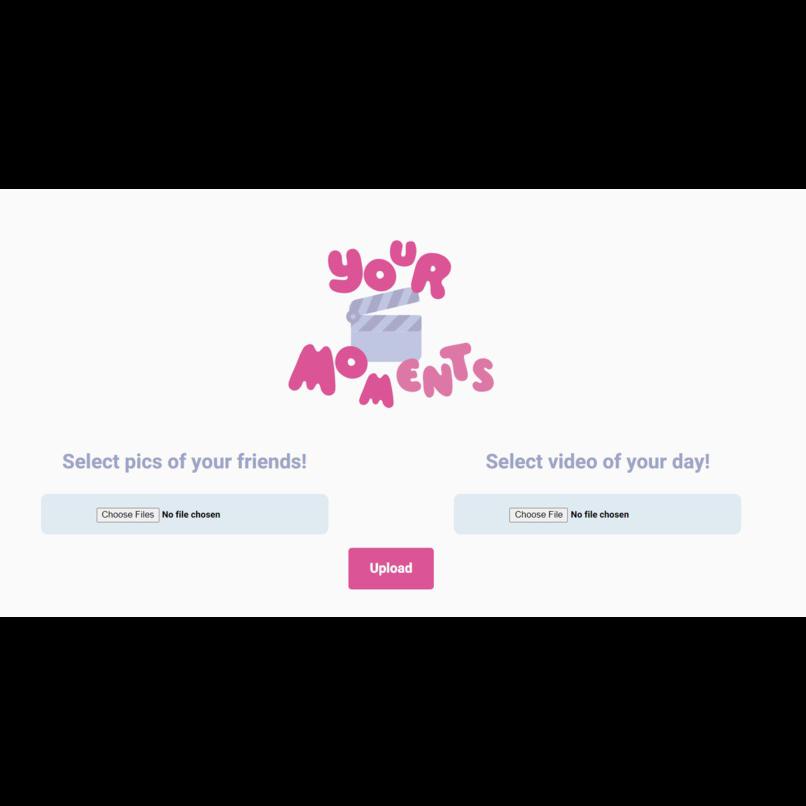 YOUR
MOMENTS
Select pics of your friends!
Select video of your day!
Choose Files No file chosen
Choose File No file chosen
Upload